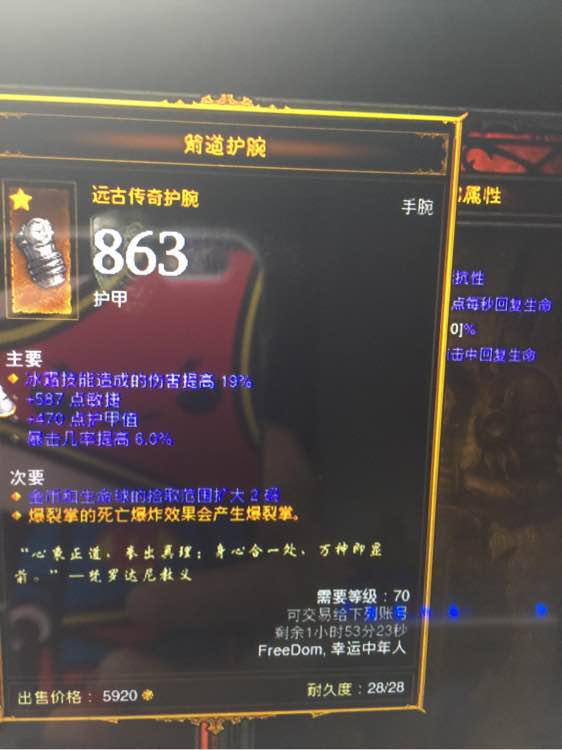 箭道护腕
远古传奇护腕
手腕
863
护甲
主要
冰霜技能造成的伤害提高 19%
+587 点敏捷
+470 点护甲值
暴击几率提高 6.0%
次要
金币和生命球的拾取范围扩大 2 码
爆裂掌的死亡爆炸效果会产生爆裂掌。
“心秉正道，拳出真理；身心合一处，万神即显
前。”—梵罗达尼教义
需要等级：70
可交易给下列账号
剩余1小时53分23秒
FreeDom, 幸运中年人
出售价格：5920
耐久度：28/28
属性
抗性
点每秒回复生命
0]%
击中回复生命